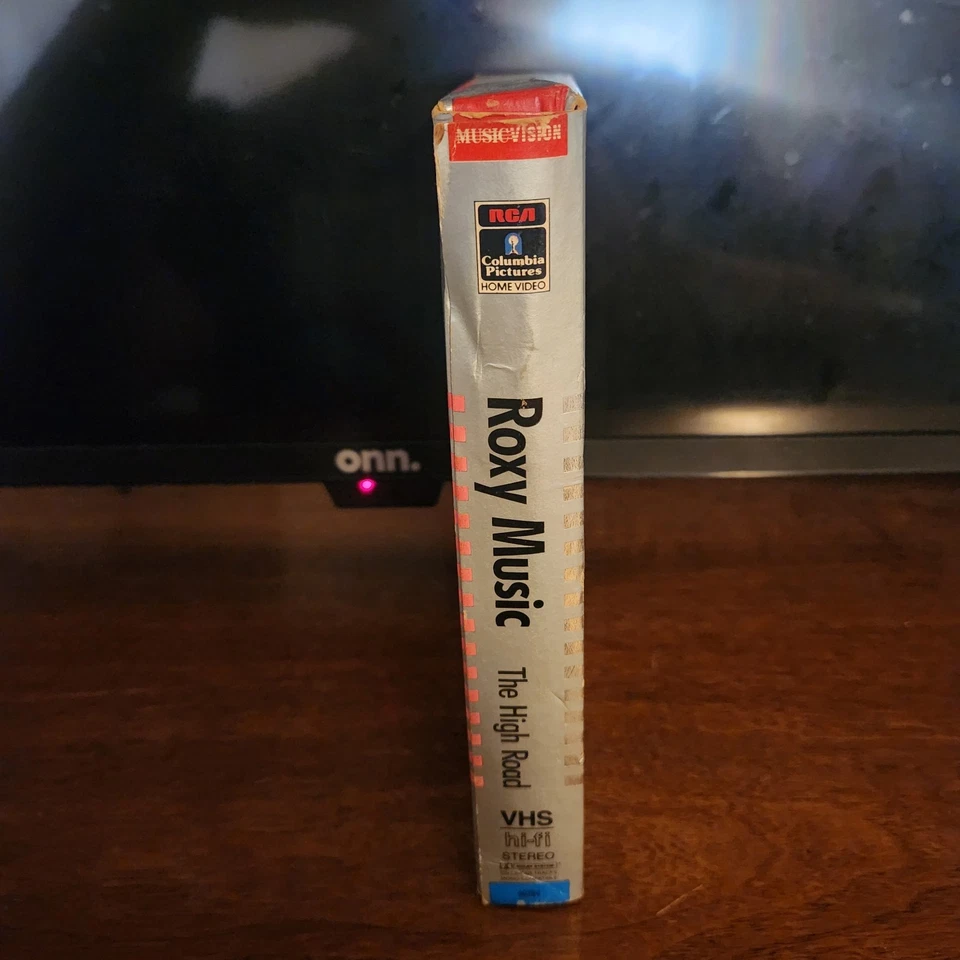 MUSICVISION
RCA
Columbia
Pictures
HOME VIDEO
Roxy Music
The High Road
VHS
hi-fi
STEREO
onn.